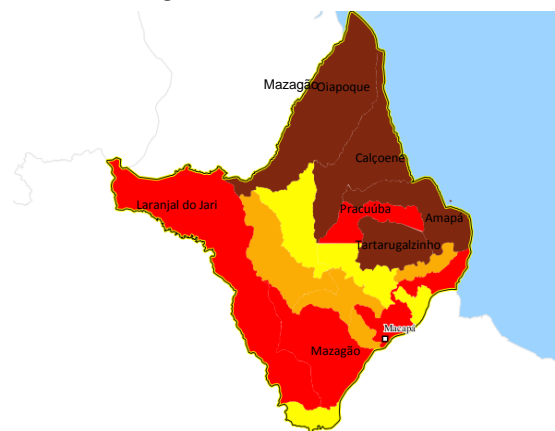 Mazagão
Oiapoque
Calçoene
Laranjal do Jari
Pracuúba
Amapá
Tartarugalzinho
Macapá
Mazagão